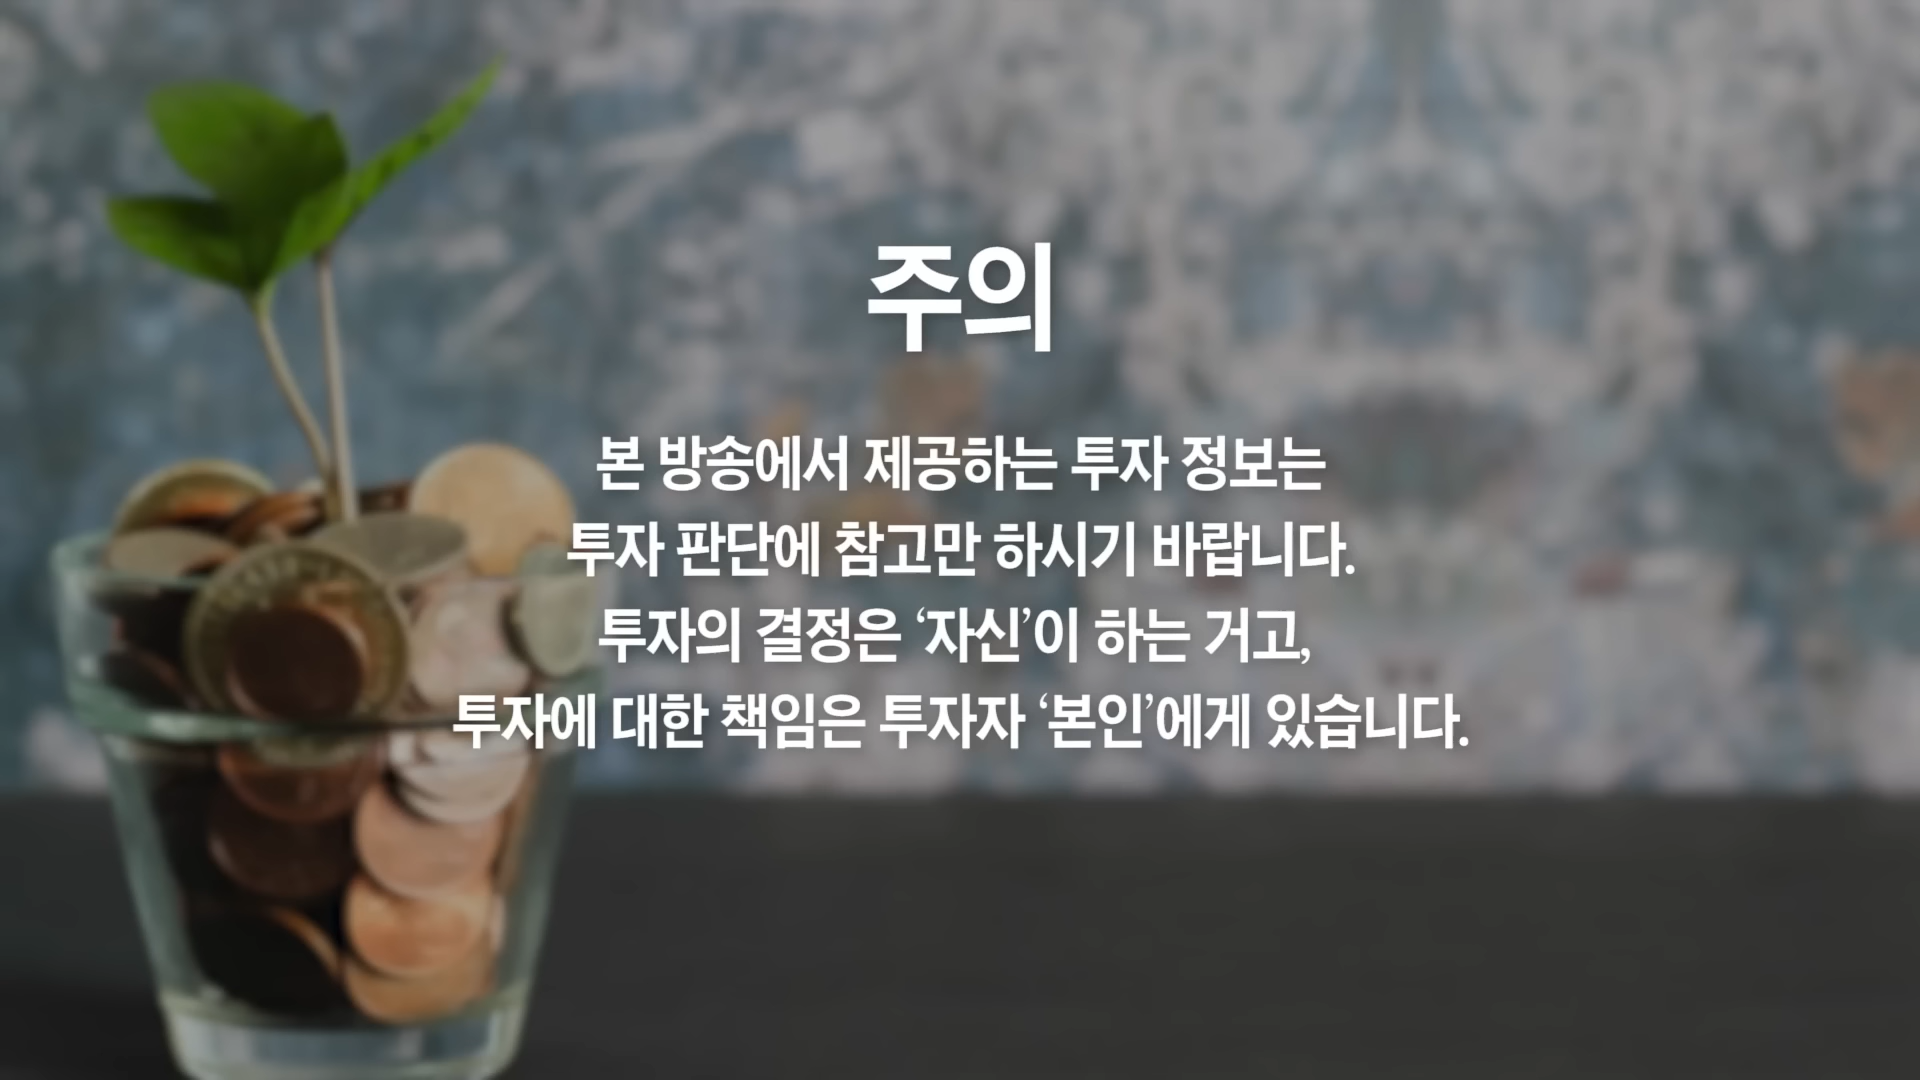 주의
본 방송에서 제공하는 투자 정보는
투자 판단에 참고만 하시기 바랍니다.
투자의 결정은 ‘자신’이 하는 거고,
투자에 대한 책임은 투자자 ‘본인’에게 있습니다.